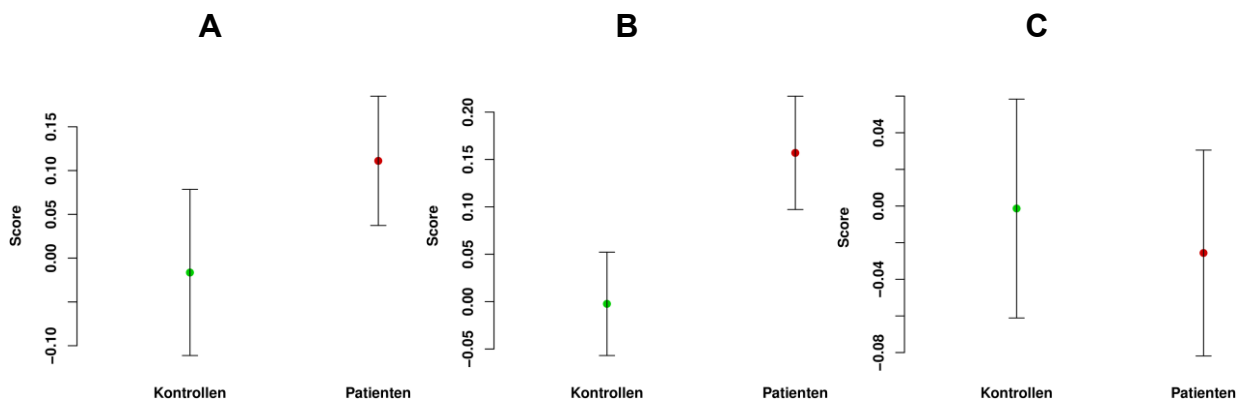 A
B
C
Score
0.15
0.10
0.05
0.00
−0.10
Kontrollen
Patienten
Score
0.20
0.15
0.10
0.05
0.00
−0.05
Kontrollen
Patienten
Score
0.04
0.00
−0.04
−0.08
Kontrollen
Patienten